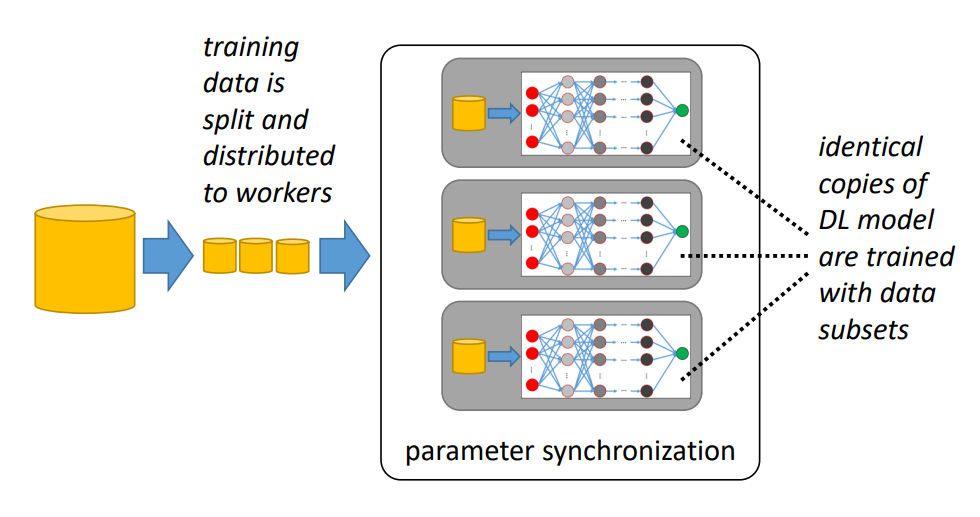 training
data is
split and
distributed
to workers
identical
copies of
DL model
are trained
with data
subsets
parameter synchronization